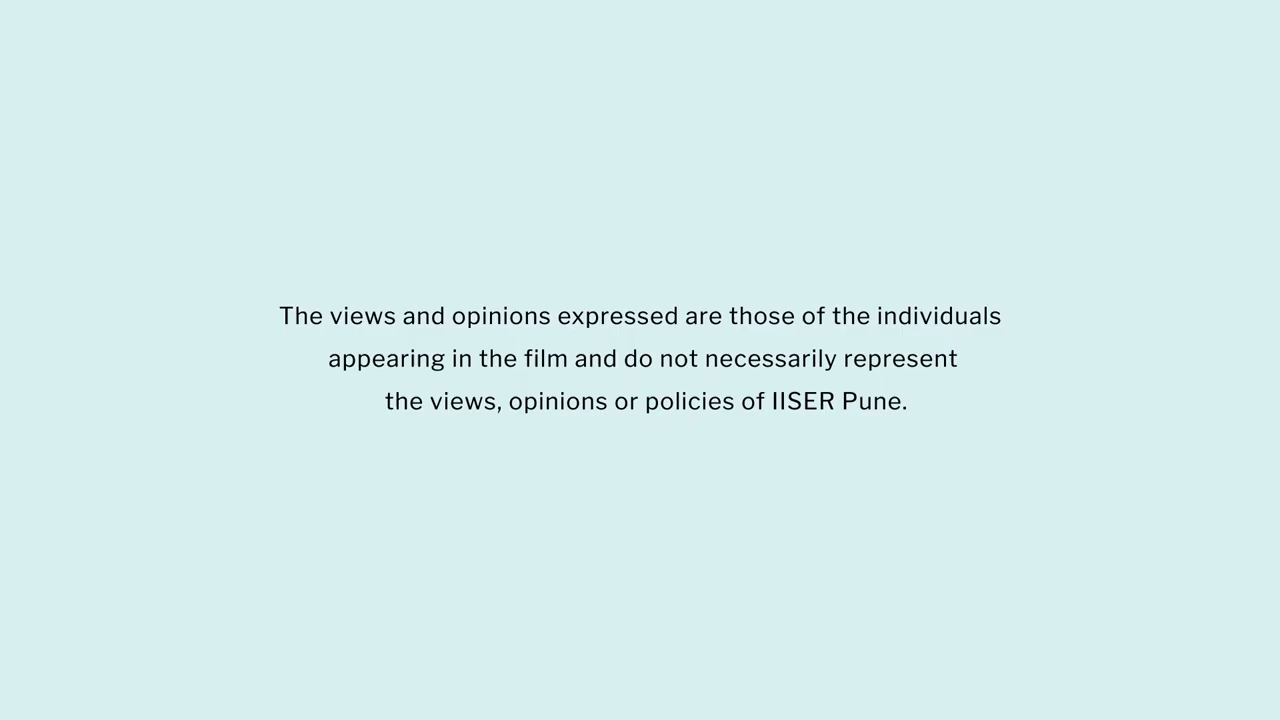 The views and opinions expressed are those of the individuals
appearing in the film and do not necessarily represent
the views, opinions or policies of IISER Pune.